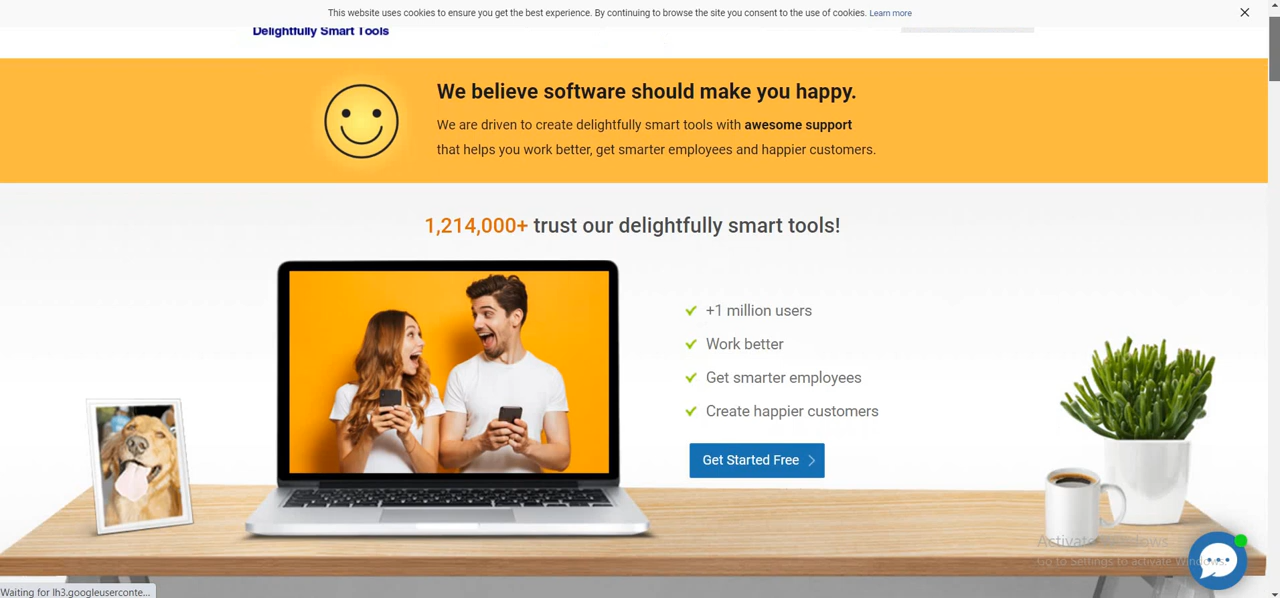 This website uses cookies to ensure you get the best experience. By continuing to browse the site you consent to the use of cookies. Learn more
Delightfully Smart Tools
We believe software should make you happy.
We are driven to create delightfully smart tools with awesome support
that helps you work better, get smarter employees and happier customers.
1,214,000+ trust our delightfully smart tools!
+1 million users
Work better
Get smarter employees
Create happier customers
Get Started Free
Activate Windows
Go to Settings to activate Windows.
Waiting for lh3.googleuserconte...